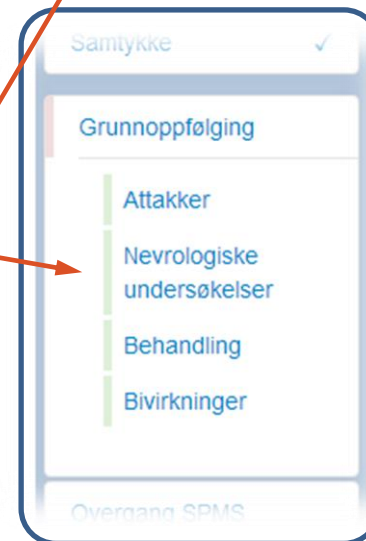 Samtykke ✓
Grunnoppfølging
Attakker
Nevrologiske
undersøkelser
Behandling
Bivirkninger
Overgang SPMS